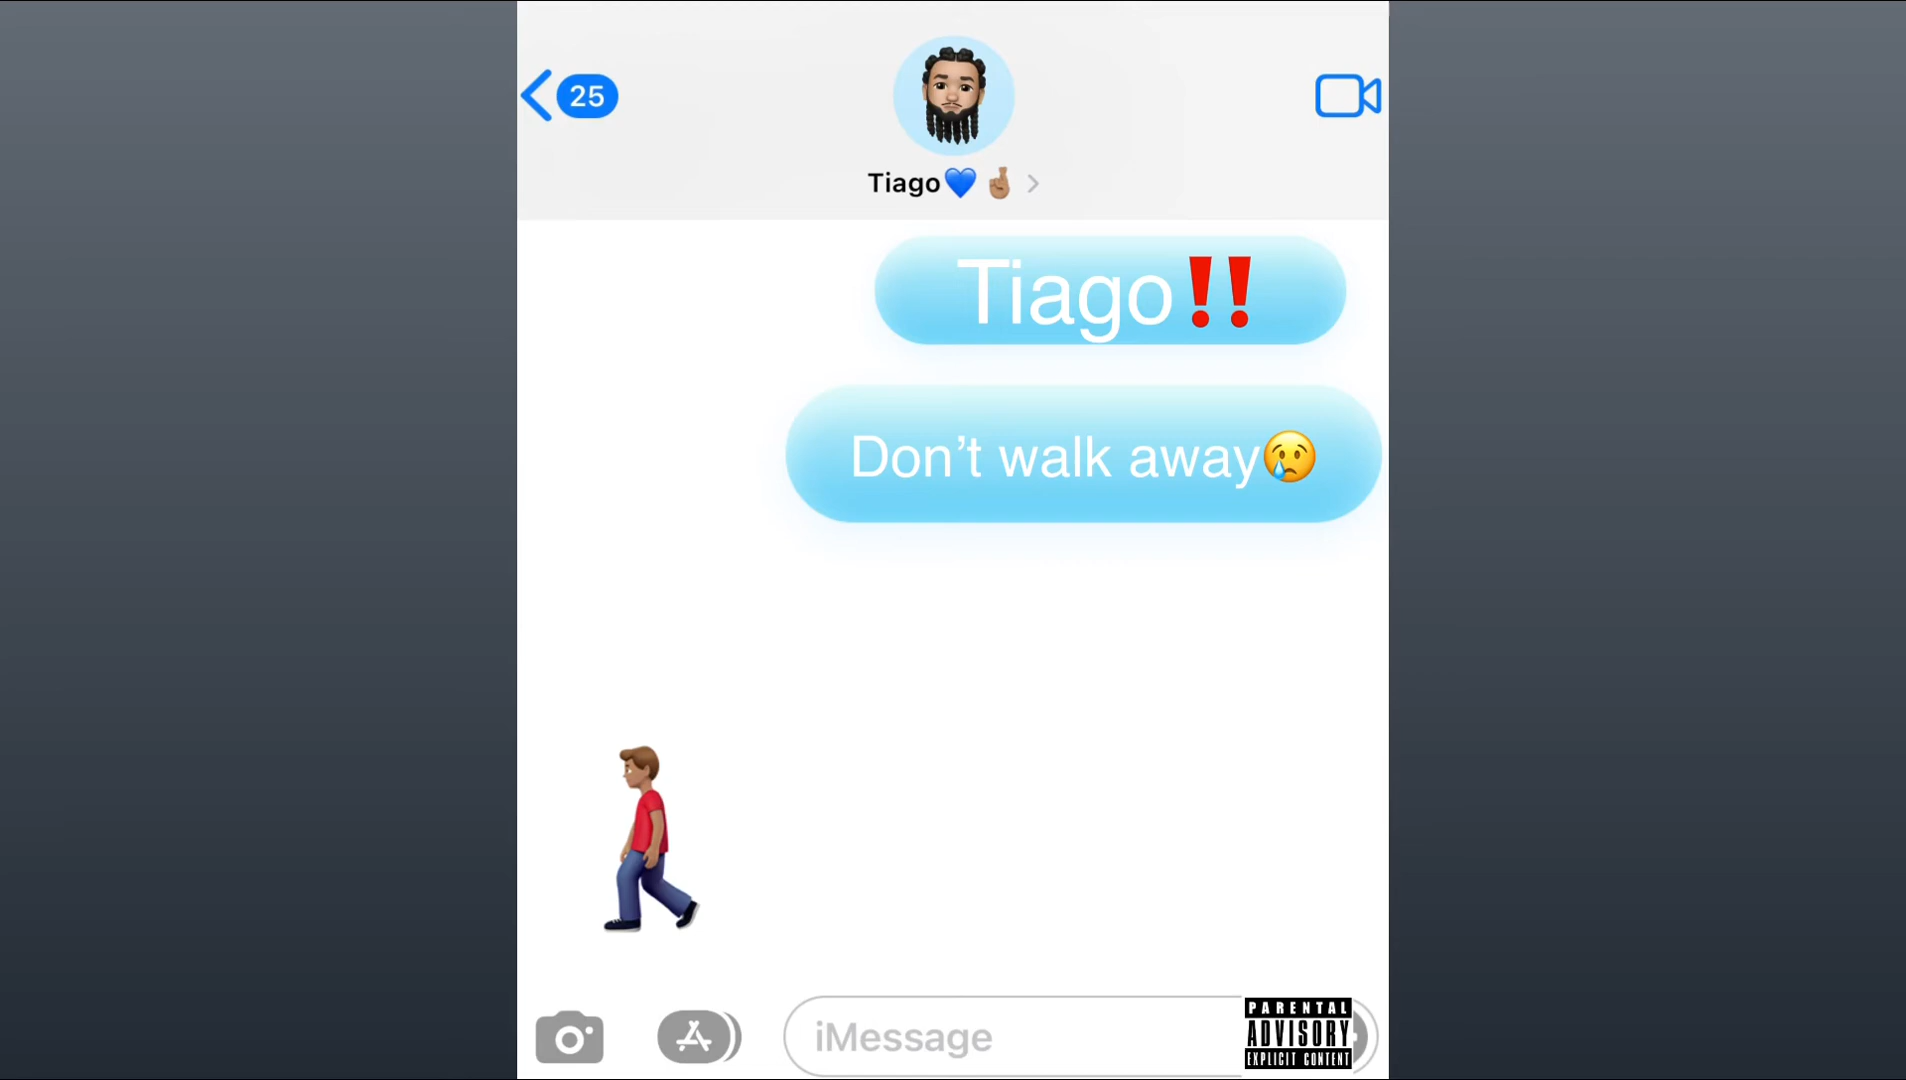 25
Tiago💙🤞🏽
Tiago‼️
Don’t walk away😢
iMessage
PARENTAL
ADVISORY
EXPLICIT CONTENT